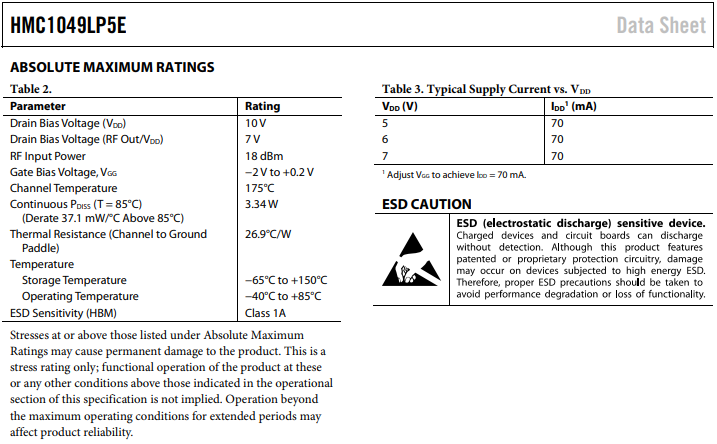 HMC1049LP5E
Data Sheet
ABSOLUTE MAXIMUM RATINGS
Table 2.
Parameter Rating
Drain Bias Voltage (VDD) 10 V
Drain Bias Voltage (RF Out/VDD) 7 V
RF Input Power 18 dBm
Gate Bias Voltage, VGG −2 V to +0.2 V
Channel Temperature 175°C
Continuous PDISS (T = 85°C) 3.34 W
(Derate 37.1 mW/°C Above 85°C)
Thermal Resistance (Channel to Ground 26.9°C/W
Paddle)
Temperature
Storage Temperature −65°C to +150°C
Operating Temperature −40°C to +85°C
ESD Sensitivity (HBM) Class 1A
Stresses at or above those listed under Absolute Maximum
Ratings may cause permanent damage to the product. This is a
stress rating only; functional operation of the product at these
or any other conditions above those indicated in the operational
section of this specification is not implied. Operation beyond
the maximum operating conditions for extended periods may
affect product reliability.
Table 3. Typical Supply Current vs. VDD
VDD (V) IDD1 (mA)
5 70
6 70
7 70
1 Adjust VGG to achieve IDD = 70 mA.
ESD CAUTION
ESD (electrostatic discharge) sensitive device.
Charged devices and circuit boards can discharge
without detection. Although this product features
patented or proprietary protection circuitry, damage
may occur on devices subjected to high energy ESD.
Therefore, proper ESD precautions should be taken to
avoid performance degradation or loss of functionality.